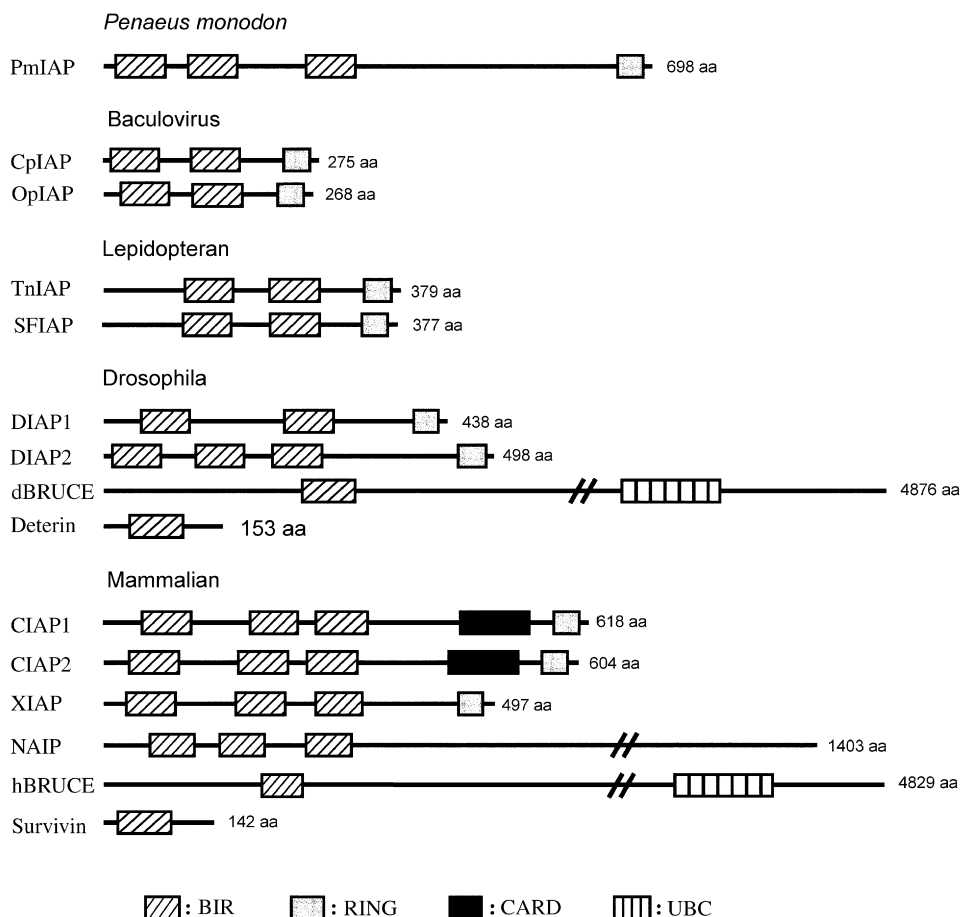 Penaeus monodon
PmIAP 698 aa
Baculovirus
CpIAP 275 aa
OpIAP 268 aa
Lepidopteran
TnIAP 379 aa
SFIAP 377 aa
Drosophila
DIAP1 438 aa
DIAP2 498 aa
dBRUCE 4876 aa
Deterin 153 aa
Mammalian
CIAP1 618 aa
CIAP2 604 aa
XIAP 497 aa
NAIP 1403 aa
hBRUCE 4829 aa
Survivin 142 aa
: BIR : RING : CARD : UBC